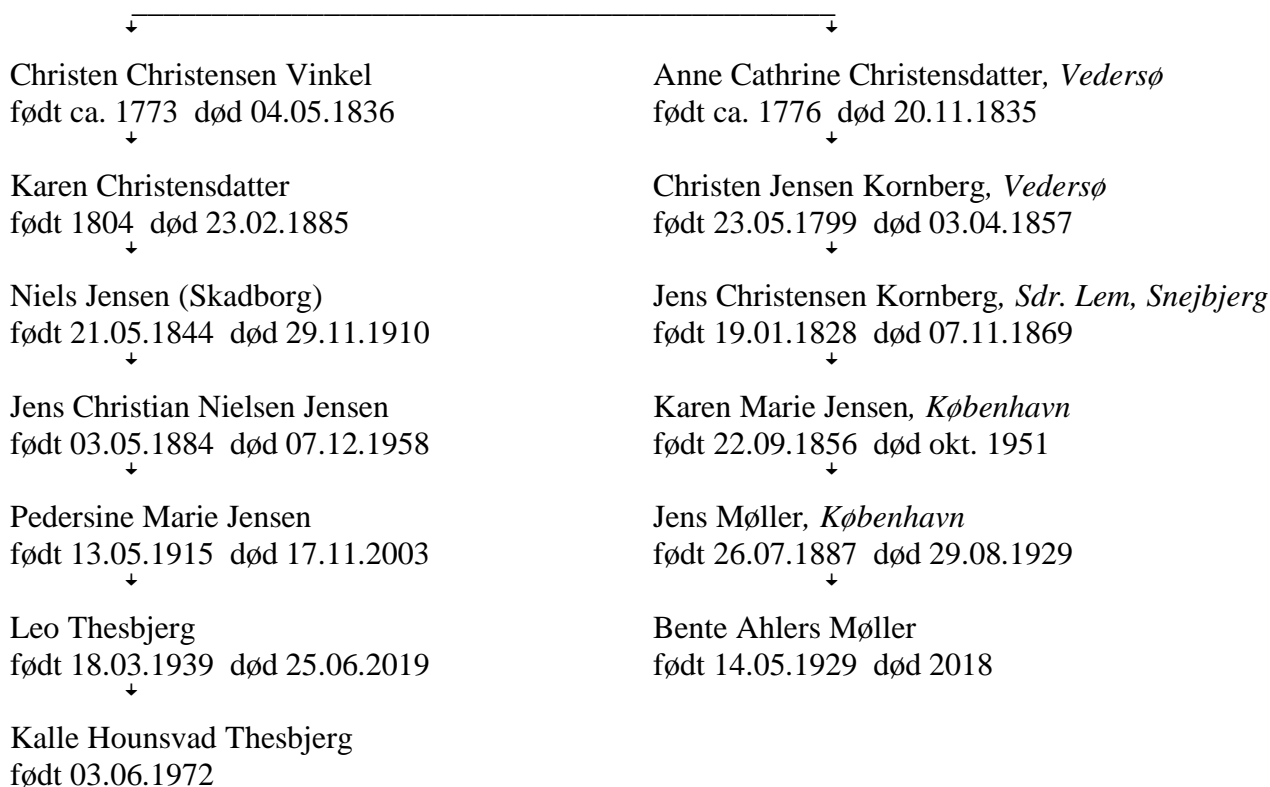 Christen Christensen Vinkel
født ca. 1773 død 04.05.1836
Karen Christensdatter
født 1804 død 23.02.1885
Niels Jensen (Skadborg)
født 21.05.1844 død 29.11.1910
Jens Christian Nielsen Jensen
født 03.05.1884 død 07.12.1958
Pedersine Marie Jensen
født 13.05.1915 død 17.11.2003
Leo Thesbjerg
født 18.03.1939 død 25.06.2019
Kalle Hounsvad Thesbjerg
født 03.06.1972
Anne Cathrine Christensdatter, Vedersø
født ca. 1776 død 20.11.1835
Christen Jensen Kornberg, Vedersø
født 23.05.1799 død 03.04.1857
Jens Christensen Kornberg, Sdr. Lem, Snejbjerg
født 19.01.1828 død 07.11.1869
Karen Marie Jensen, København
født 22.09.1856 død okt. 1951
Jens Møller, København
født 26.07.1887 død 29.08.1929
Bente Ahlers Møller
født 14.05.1929 død 2018